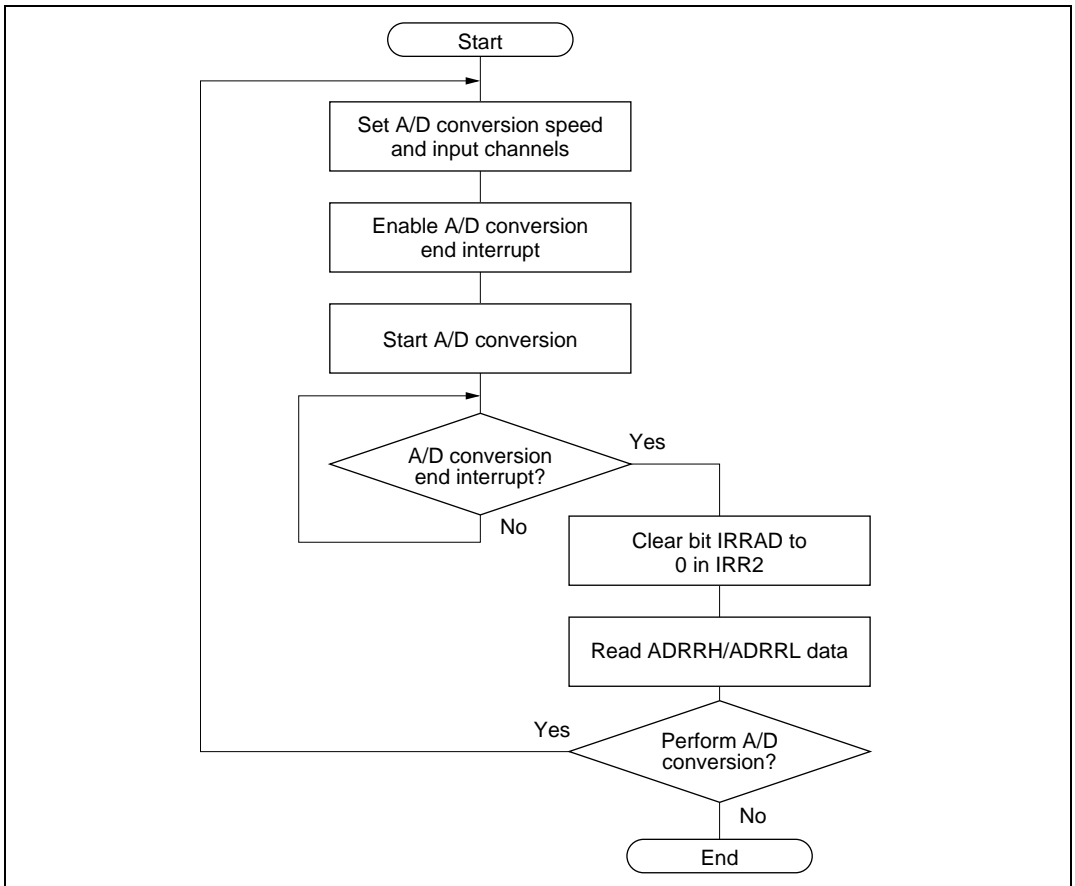 Start
Set A/D conversion speed
and input channels
Enable A/D conversion
end interrupt
Start A/D conversion
A/D conversion
end interrupt?
Yes
No
Clear bit IRRAD to
0 in IRR2
Read ADRRH/ADRRL data
Yes
Perform A/D
conversion?
No
End